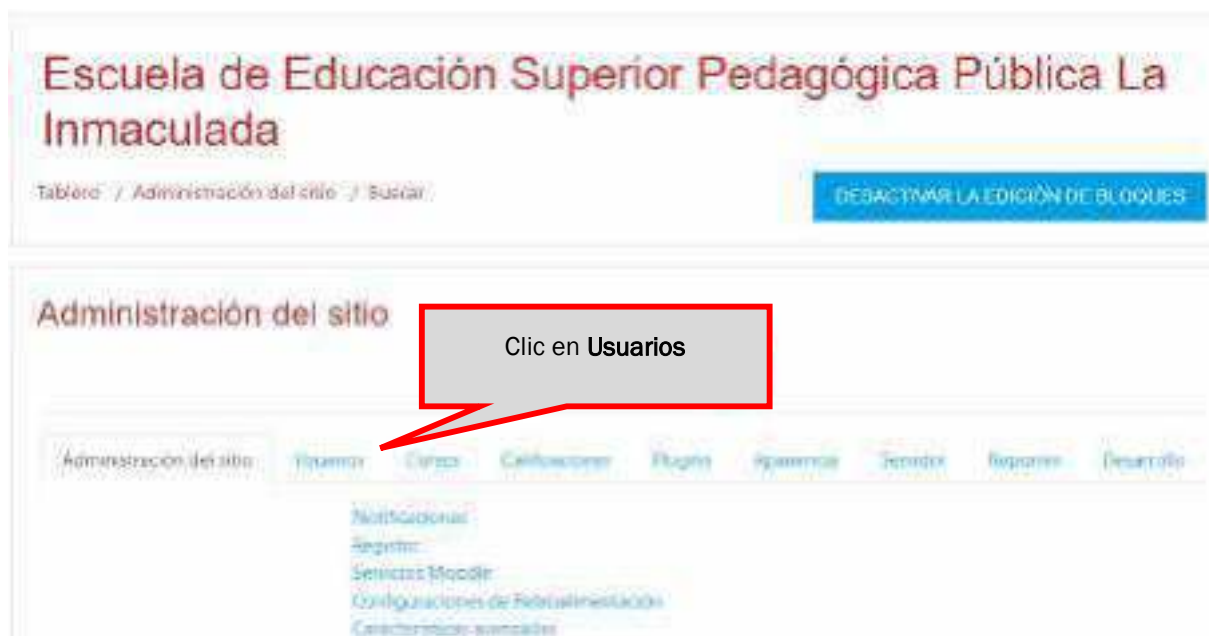 Escuela de Educación Superior Pedagógica Pública La
Inmaculada
Tablero / Administración del sitio / Buscar
DESACTIVAR LA EDICIÓN DE BLOQUES
Administración del sitio
Clic en Usuarios
Administración del sitio Usuarios Cursos Calificaciones Plugins Apariencia Servidor Reportes Desarrollo
Notificaciones
Registro
Servicios Moodle
Configuraciones de Retroalimentación
Características avanzadas